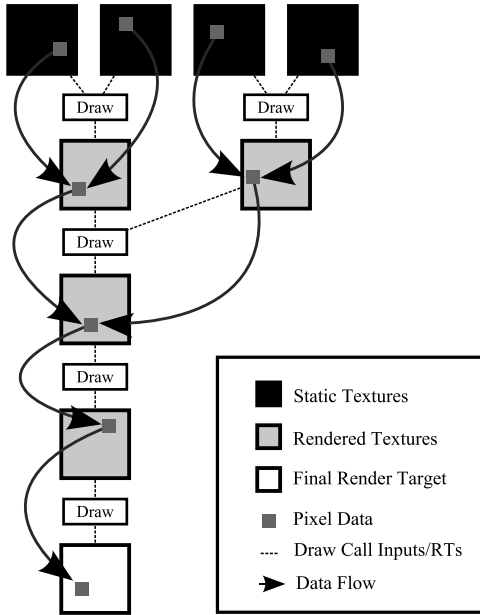 Draw
Draw
Draw
Draw
Draw
Static Textures
Rendered Textures
Final Render Target
Pixel Data
Draw Call Inputs/RTs
Data Flow